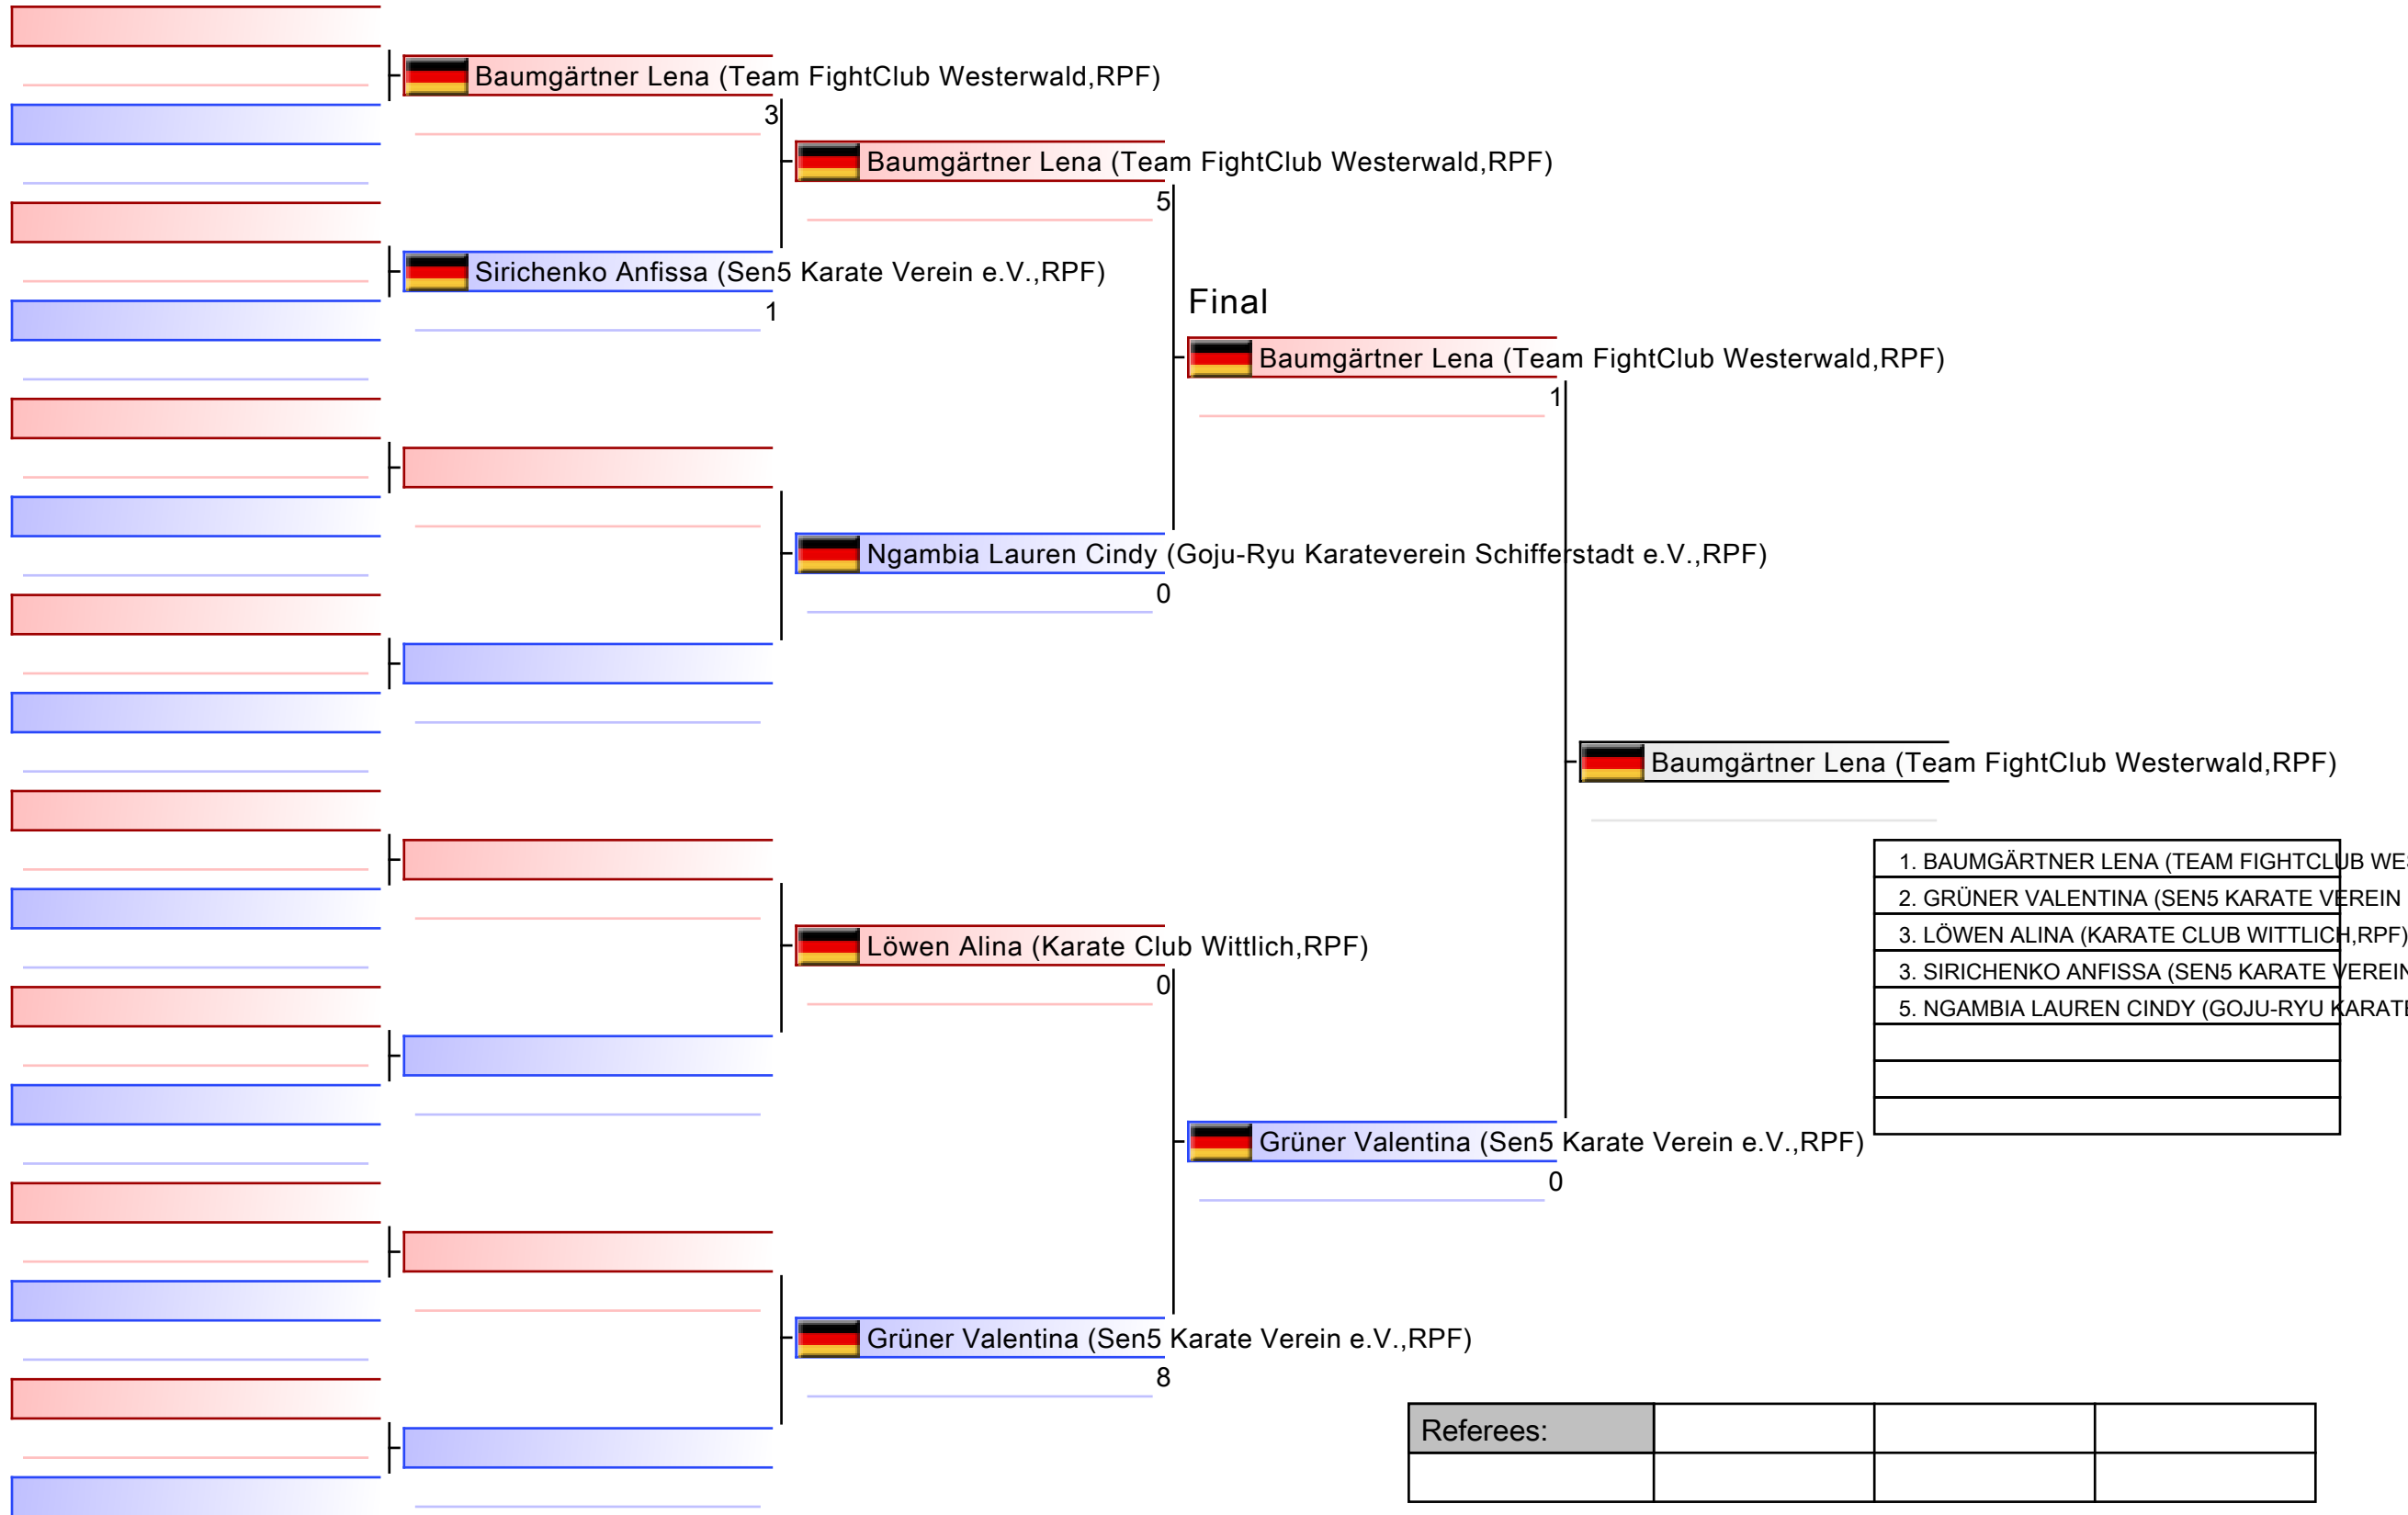 Baumgärtner Lena (Team FightClub Westerwald,RPF)
3
Baumgärtner Lena (Team FightClub Westerwald,RPF)
5
Sirichenko Anfissa (Sen5 Karate Verein e.V.,RPF)
1
Final
Baumgärtner Lena (Team FightClub Westerwald,RPF)
1
Ngambia Lauren Cindy (Goju-Ryu Karateverein Schifferstadt e.V.,RPF)
0
Baumgärtner Lena (Team FightClub Westerwald,RPF)
1. BAUMGÄRTNER LENA (TEAM FIGHTCLUB
2. GRÜNER VALENTINA (SEN5 KARATE VEREIN
3. LÖWEN ALINA (KARATE CLUB WITTLICH,RPF)
3. SIRICHENKO ANFISSA (SEN5 KARATE VEREIN
5. NGAMBIA LAUREN CINDY (GOJU-RYU
Löwen Alina (Karate Club Wittlich,RPF)
0
Grüner Valentina (Sen5 Karate Verein e.V.,RPF)
0
Grüner Valentina (Sen5 Karate Verein e.V.,RPF)
8
Referees: